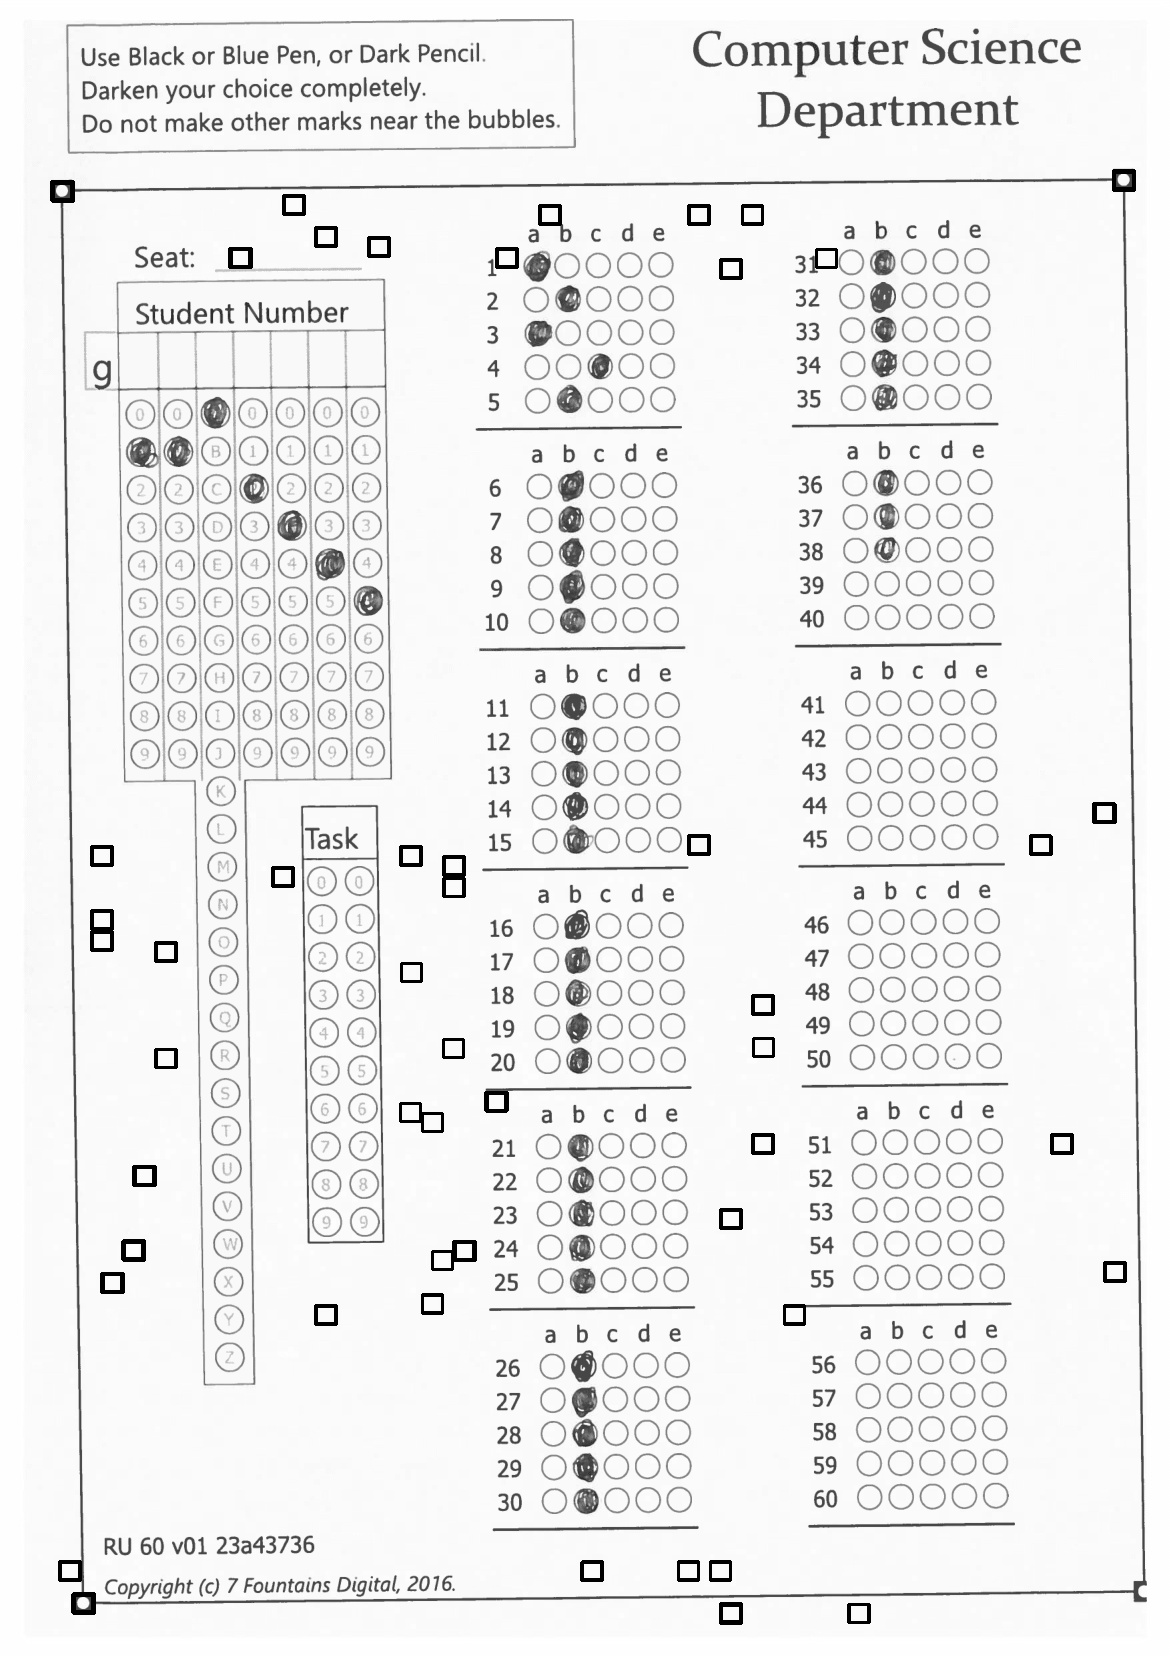 Use Black or Blue Pen, or Dark Pencil.
Darken your choice completely.
Do not make other marks near the bubbles.
Computer Science
Department
Seat:
Student Number
g
0 0 0 0 0 0
B 1 1 1 1
2 2 C 2 2 2
3 3 D 3 3 3
4 4 E 4 4 4
5 5 F 5 5 5
6 6 G 6 6 6 6
7 7 H 7 7 7 7
8 8 I 8 8 8 8
9 9 J 9 9 9 9
K
L
M
N
O
P
Q
R
S
T
U
V
W
X
Y
Z
Task
0 0
1 1
2 2
3 3
4 4
5 5
6 6
7 7
8 8
9 9
a b c d e
1
2
3
4
5
a b c d e
6
7
8
9
10
a b c d e
11
12
13
14
15
a b c d e
16
17
18
19
20
a b c d e
21
22
23
24
25
a b c d e
26
27
28
29
30
a b c d e
31
32
33
34
35
a b c d e
36
37
38
39
40
a b c d e
41
42
43
44
45
a b c d e
46
47
48
49
50
a b c d e
51
52
53
54
55
a b c d e
56
57
58
59
60
RU 60 v01 23a43736
Copyright (c) 7 Fountains Digital, 2016.